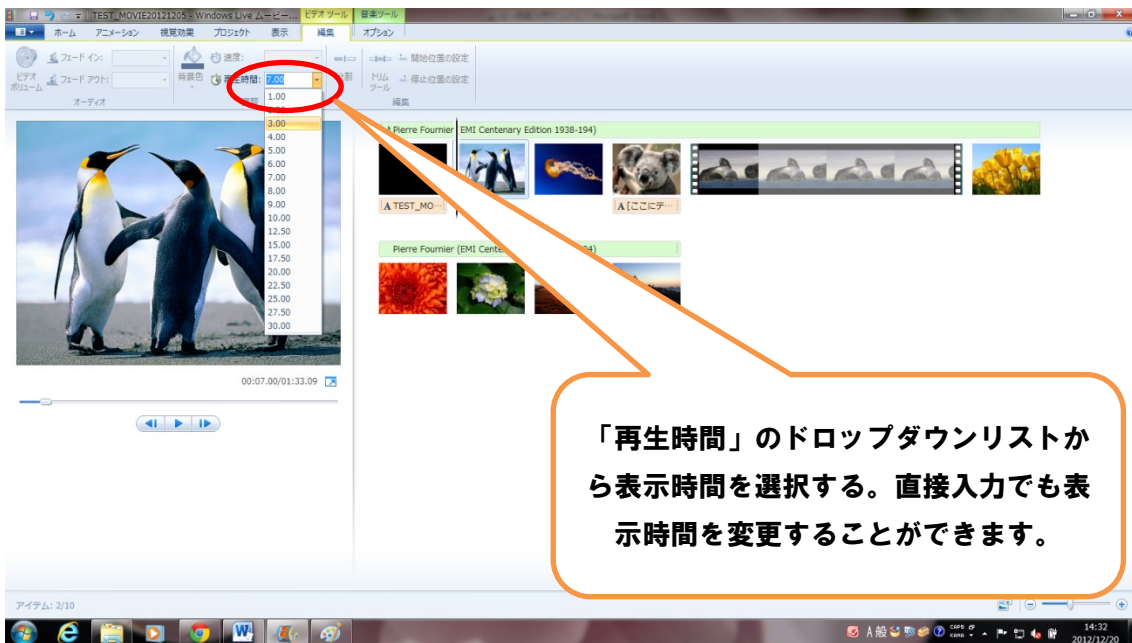 TEST_MOVIE20121205 - Windows Live ムービー...
ビデオ ツール
音楽ツール
ホーム
アニメーション
視覚効果
プロジェクト
表示
編集
オプション
フェードイン:
フェードアウト:
ビデオ
ボリューム
オーディオ
背景色
速度:
再生時間: 7.00
分割
トリム
ツール
開始位置の設定
停止位置の設定
編集
1.00
3.00
4.00
5.00
6.00
7.00
8.00
9.00
10.00
12.50
15.00
17.50
20.00
22.50
25.00
27.50
30.00
Pierre Fournier (EMI Centenary Edition 1938-194)
A TEST_MO…
A [ここにテ…
Pierre Fournier (EMI Cente
94)
00:07.00/01:33.09
「再生時間」のドロップダウンリストか
ら表示時間を選択する。直接入力でも表
示時間を変更することができます。
アイテム: 2/10
A 般
CAPS
KANA
14:32
2012/12/20